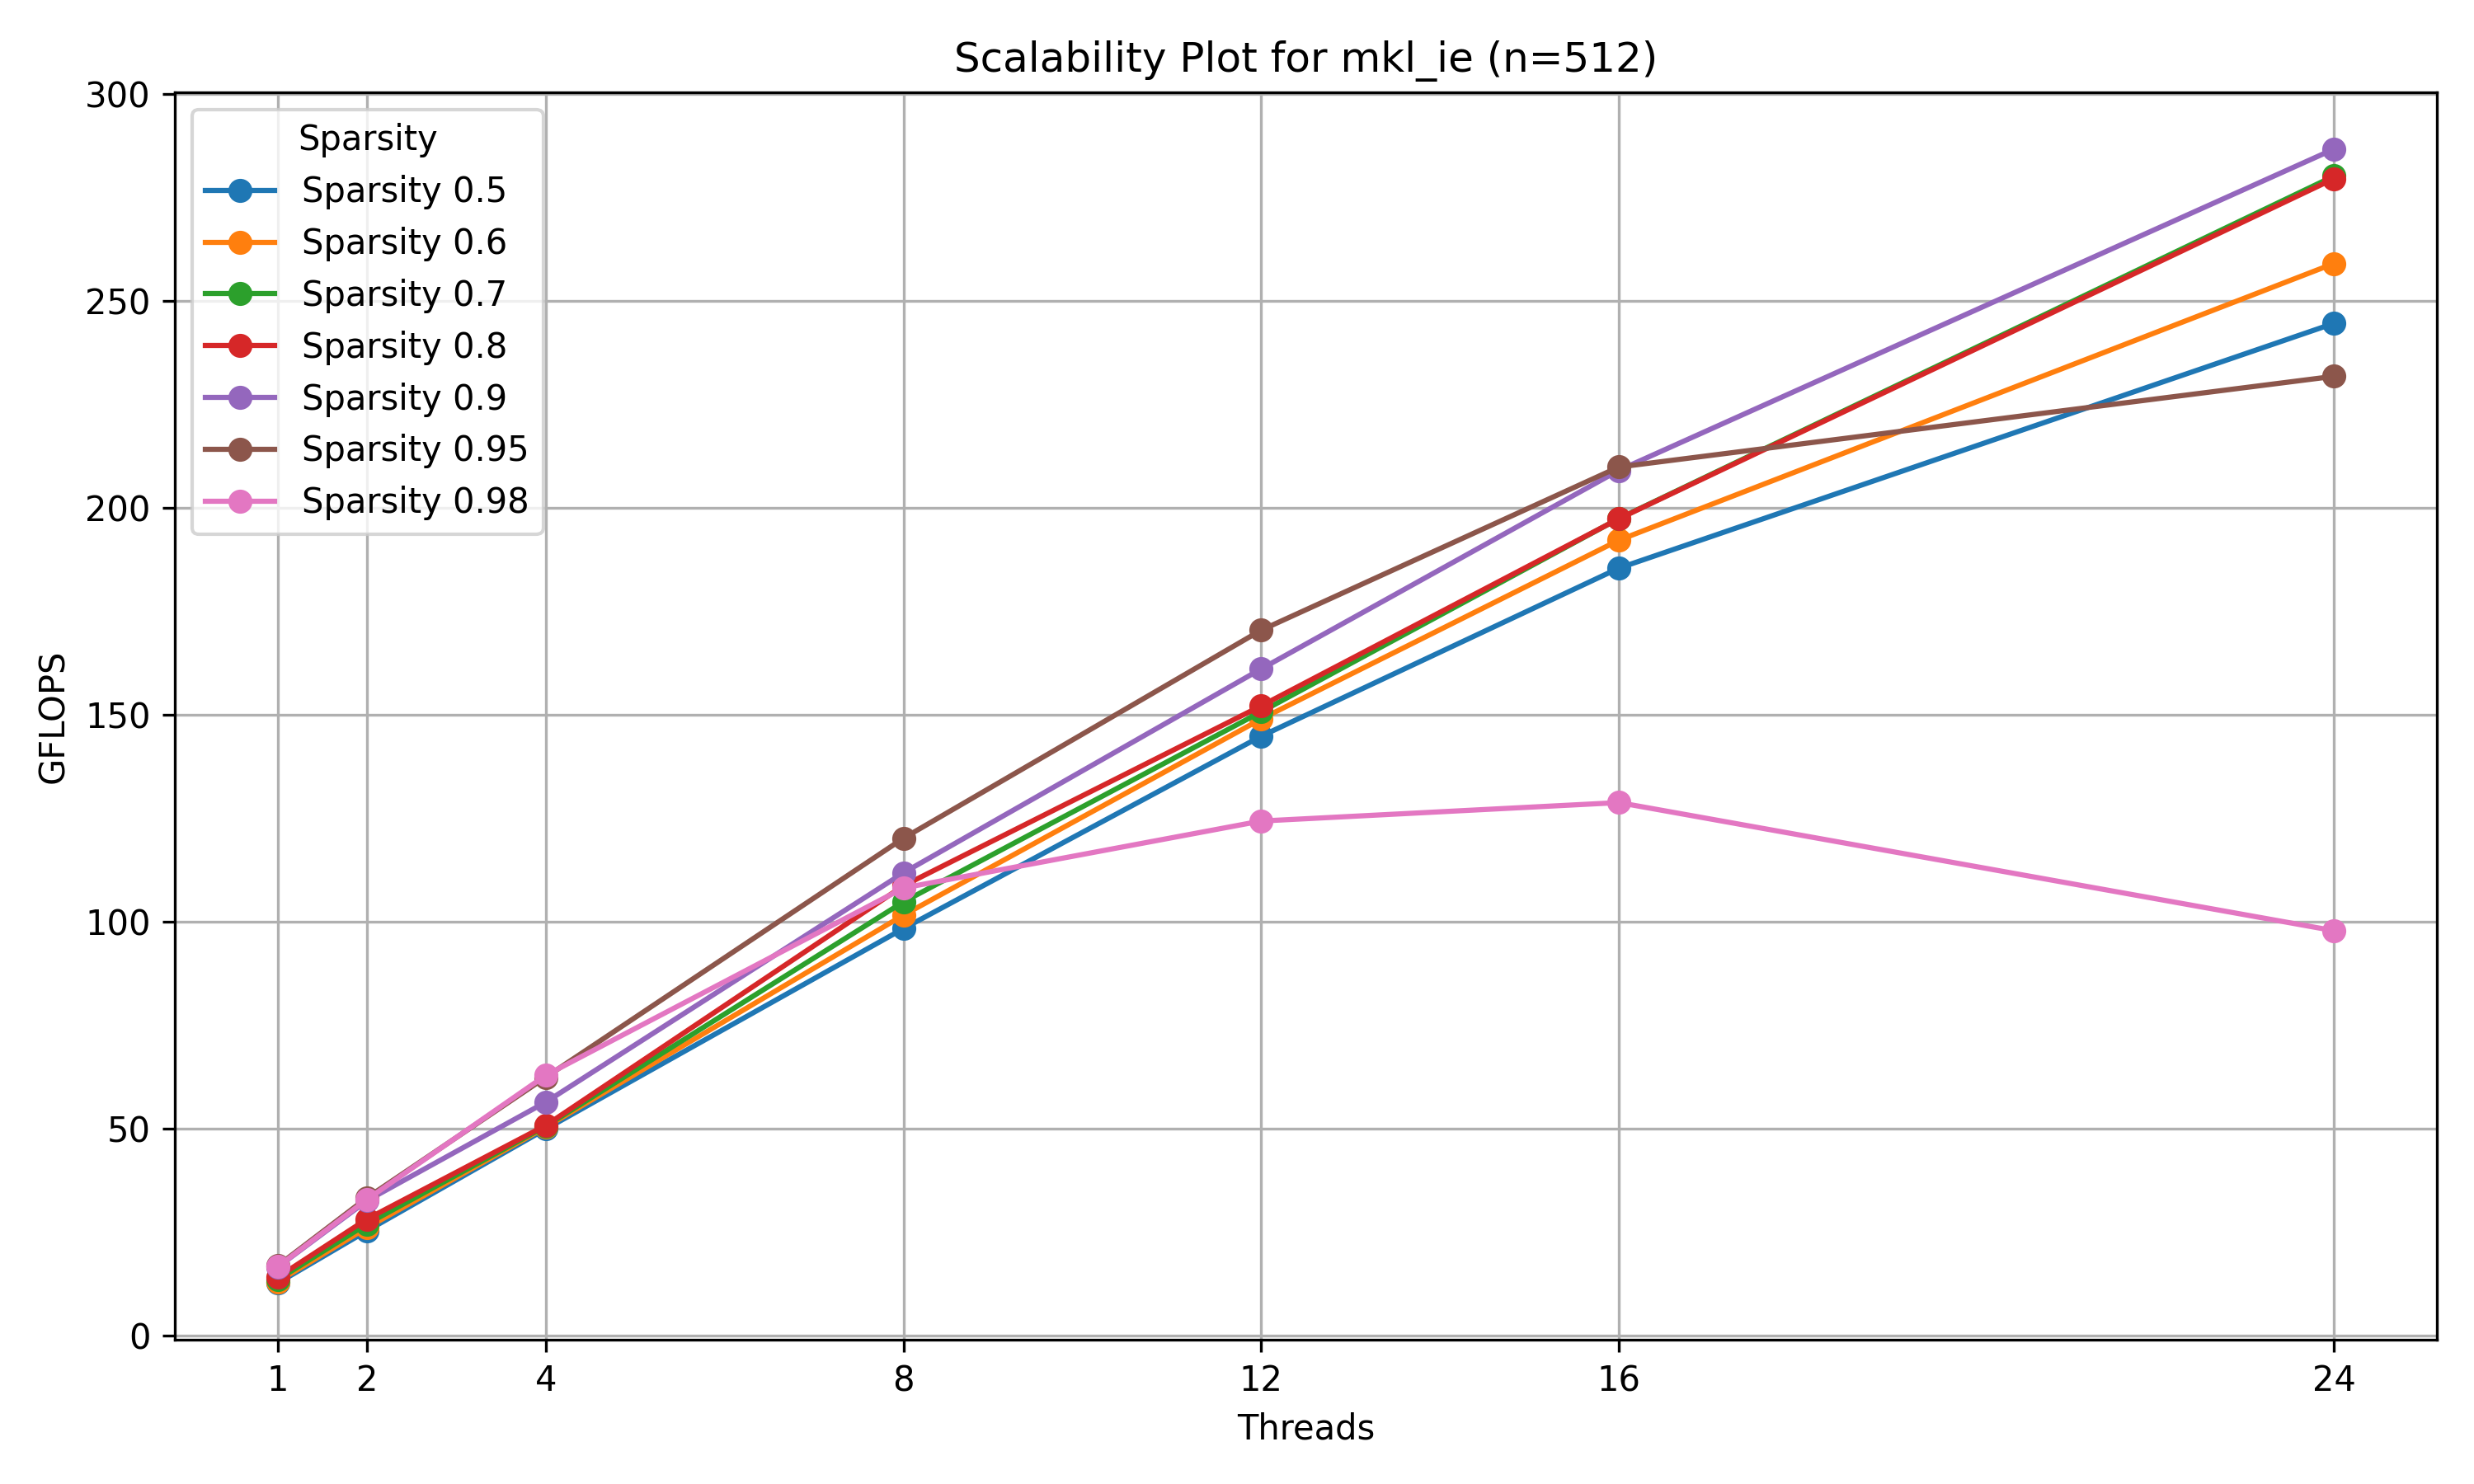 Scalability Plot for mkl_ie (n=512)
300
250
200
150
100
50
0
GFLOPS
Sparsity
Sparsity 0.5
Sparsity 0.6
Sparsity 0.7
Sparsity 0.8
Sparsity 0.9
Sparsity 0.95
Sparsity 0.98
1 2 4 8 12 16 24
Threads